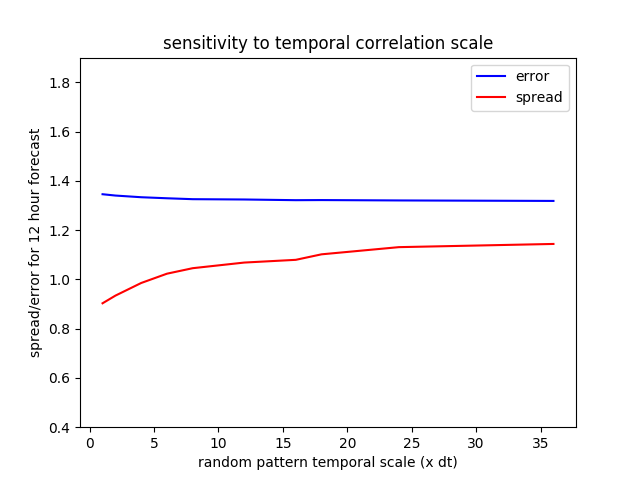 sensitivity to temporal correlation scale
error
spread
spread/error for 12 hour forecast
1.8
1.6
1.4
1.2
1.0
0.8
0.6
0.4
0 5 10 15 20 25 30 35
random pattern temporal scale (x dt)